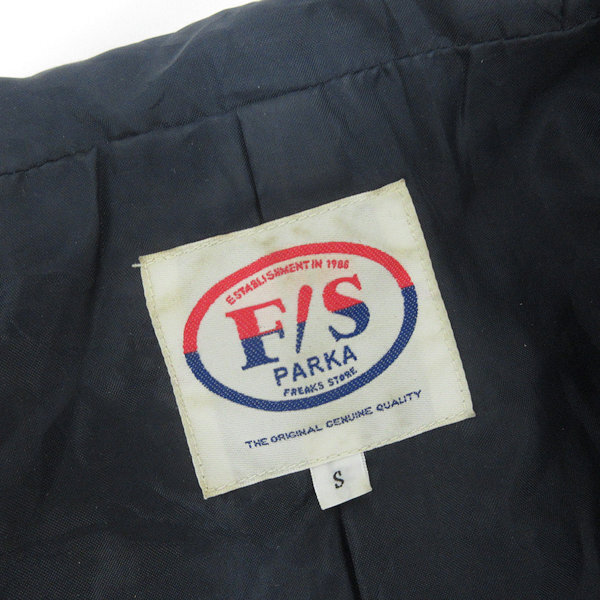 ESTABLISHMENT IN 1986
F/S
PARKA
FREAKS STORE
THE ORIGINAL GENUINE QUALITY
S